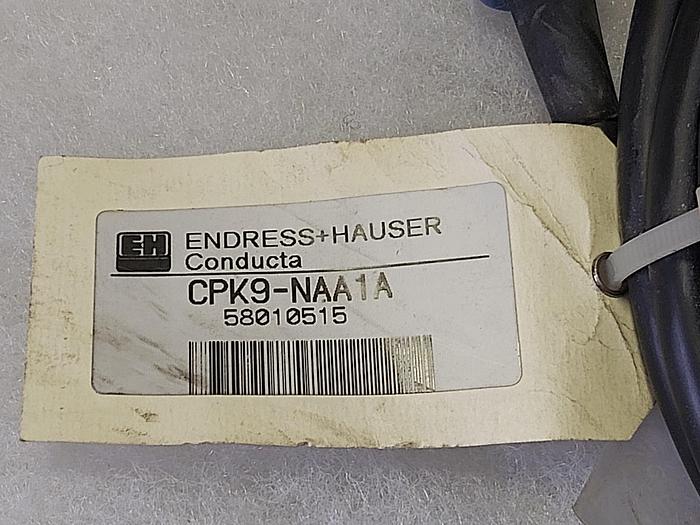 EH ENDRESS+HAUSER
Conducta
CPK9-NAA1A
58010515